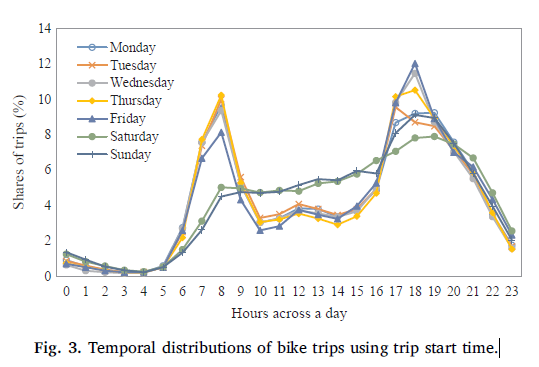 14
12
10
8
6
4
2
0
Shares of trips (%)
Monday
Tuesday
Wednesday
Thursday
Friday
Saturday
Sunday
0 1 2 3 4 5 6 7 8 9 10 11 12 13 14 15 16 17 18 19 20 21 22 23
Hours across a day
Fig. 3. Temporal distributions of bike trips using trip start time.